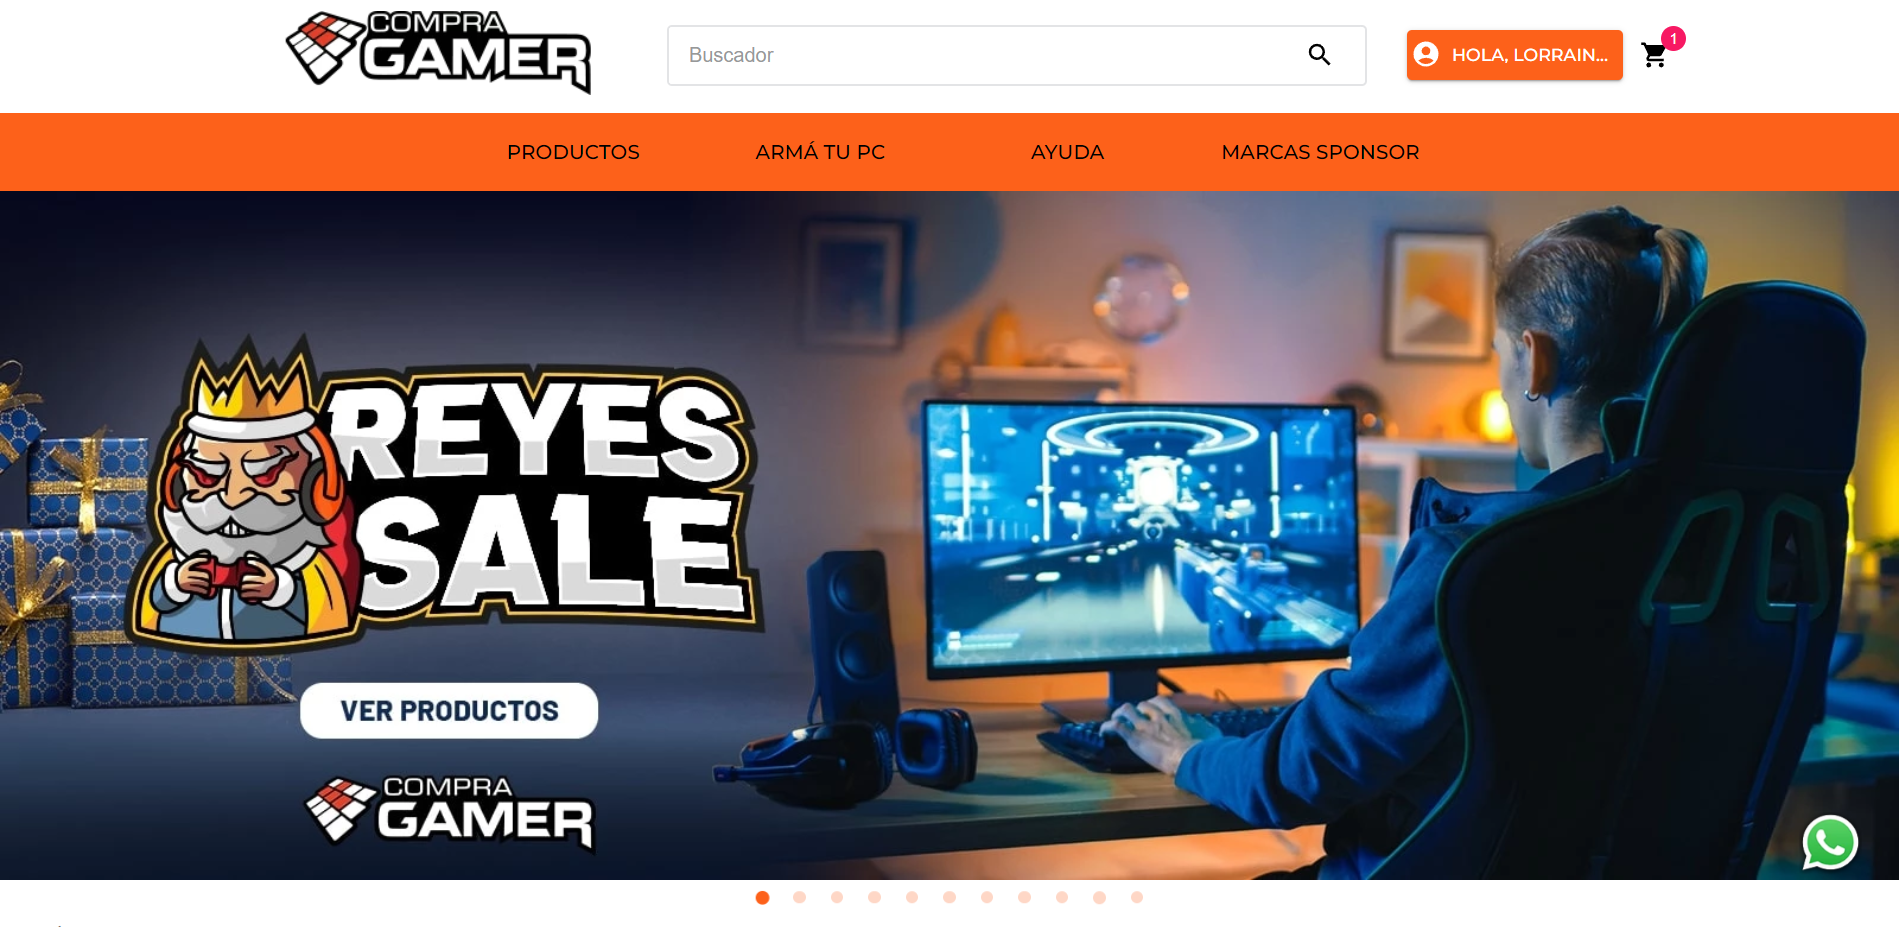 COMPRA
GAMER
Buscador
HOLA, LORRAIN...
1
PRODUCTOS
ARMÁ TU PC
AYUDA
MARCAS SPONSOR
REYES
SALE
VER PRODUCTOS
COMPRA
GAMER